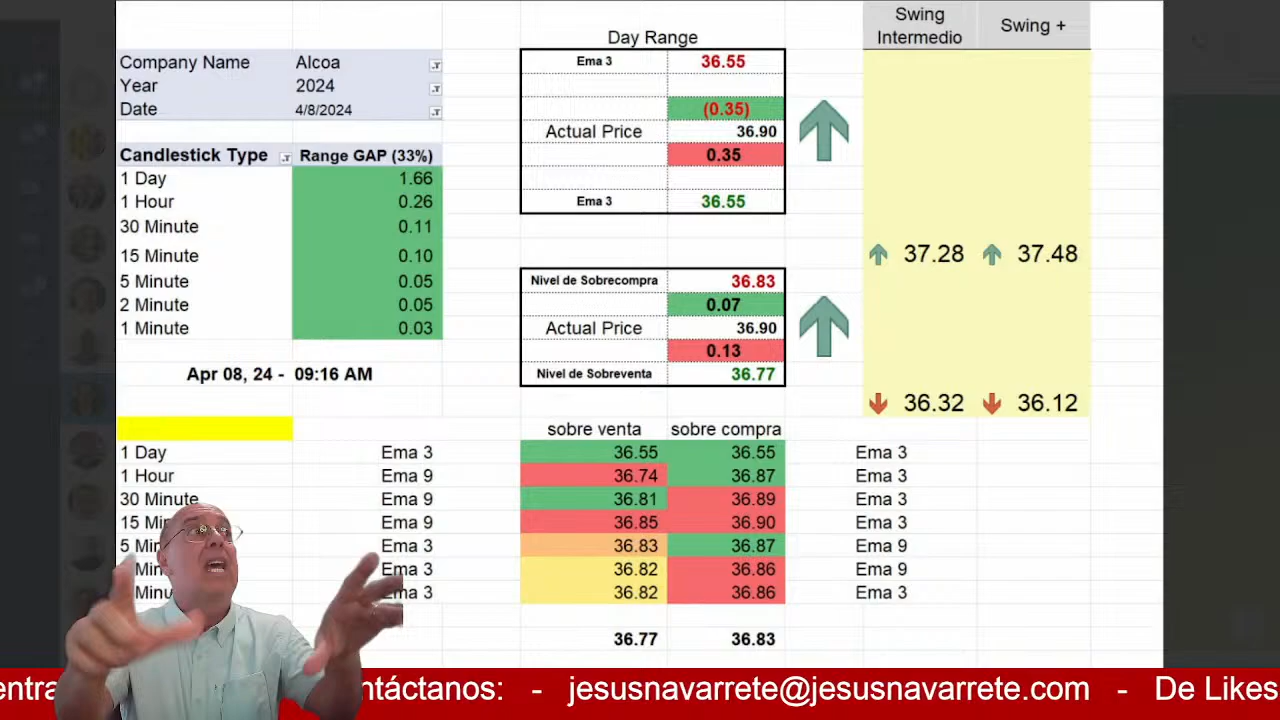 Swing Intermedio Swing +
Day Range
Company Name Alcoa
Year 2024
Date 4/8/2024
Ema 3 36.55
(0.35)
Actual Price 36.90
0.35
Ema 3 36.55
Candlestick Type Range GAP (33%)
1 Day 1.66
1 Hour 0.26
30 Minute 0.11
15 Minute 0.10
5 Minute 0.05
2 Minute 0.05
1 Minute 0.03
37.28 37.48
Nivel de Sobrecompra 36.83
0.07
Actual Price 36.90
0.13
Nivel de Sobreventa 36.77
Apr 08, 24 - 09:16 AM
36.32 36.12
sobre venta sobre compra
1 Day Ema 3 36.55 36.55 Ema 3
1 Hour Ema 9 36.74 36.87 Ema 3
30 Minute Ema 9 36.81 36.89 Ema 3
15 Min Ema 9 36.85 36.90 Ema 3
5 Min Ema 3 36.83 36.87 Ema 9
Ema 3 36.82 36.86 Ema 9
Ema 3 36.82 36.86 Ema 3
36.77 36.83
entra ntáctanos: - jesusnavarrete@jesusnavarrete.com - De Likes